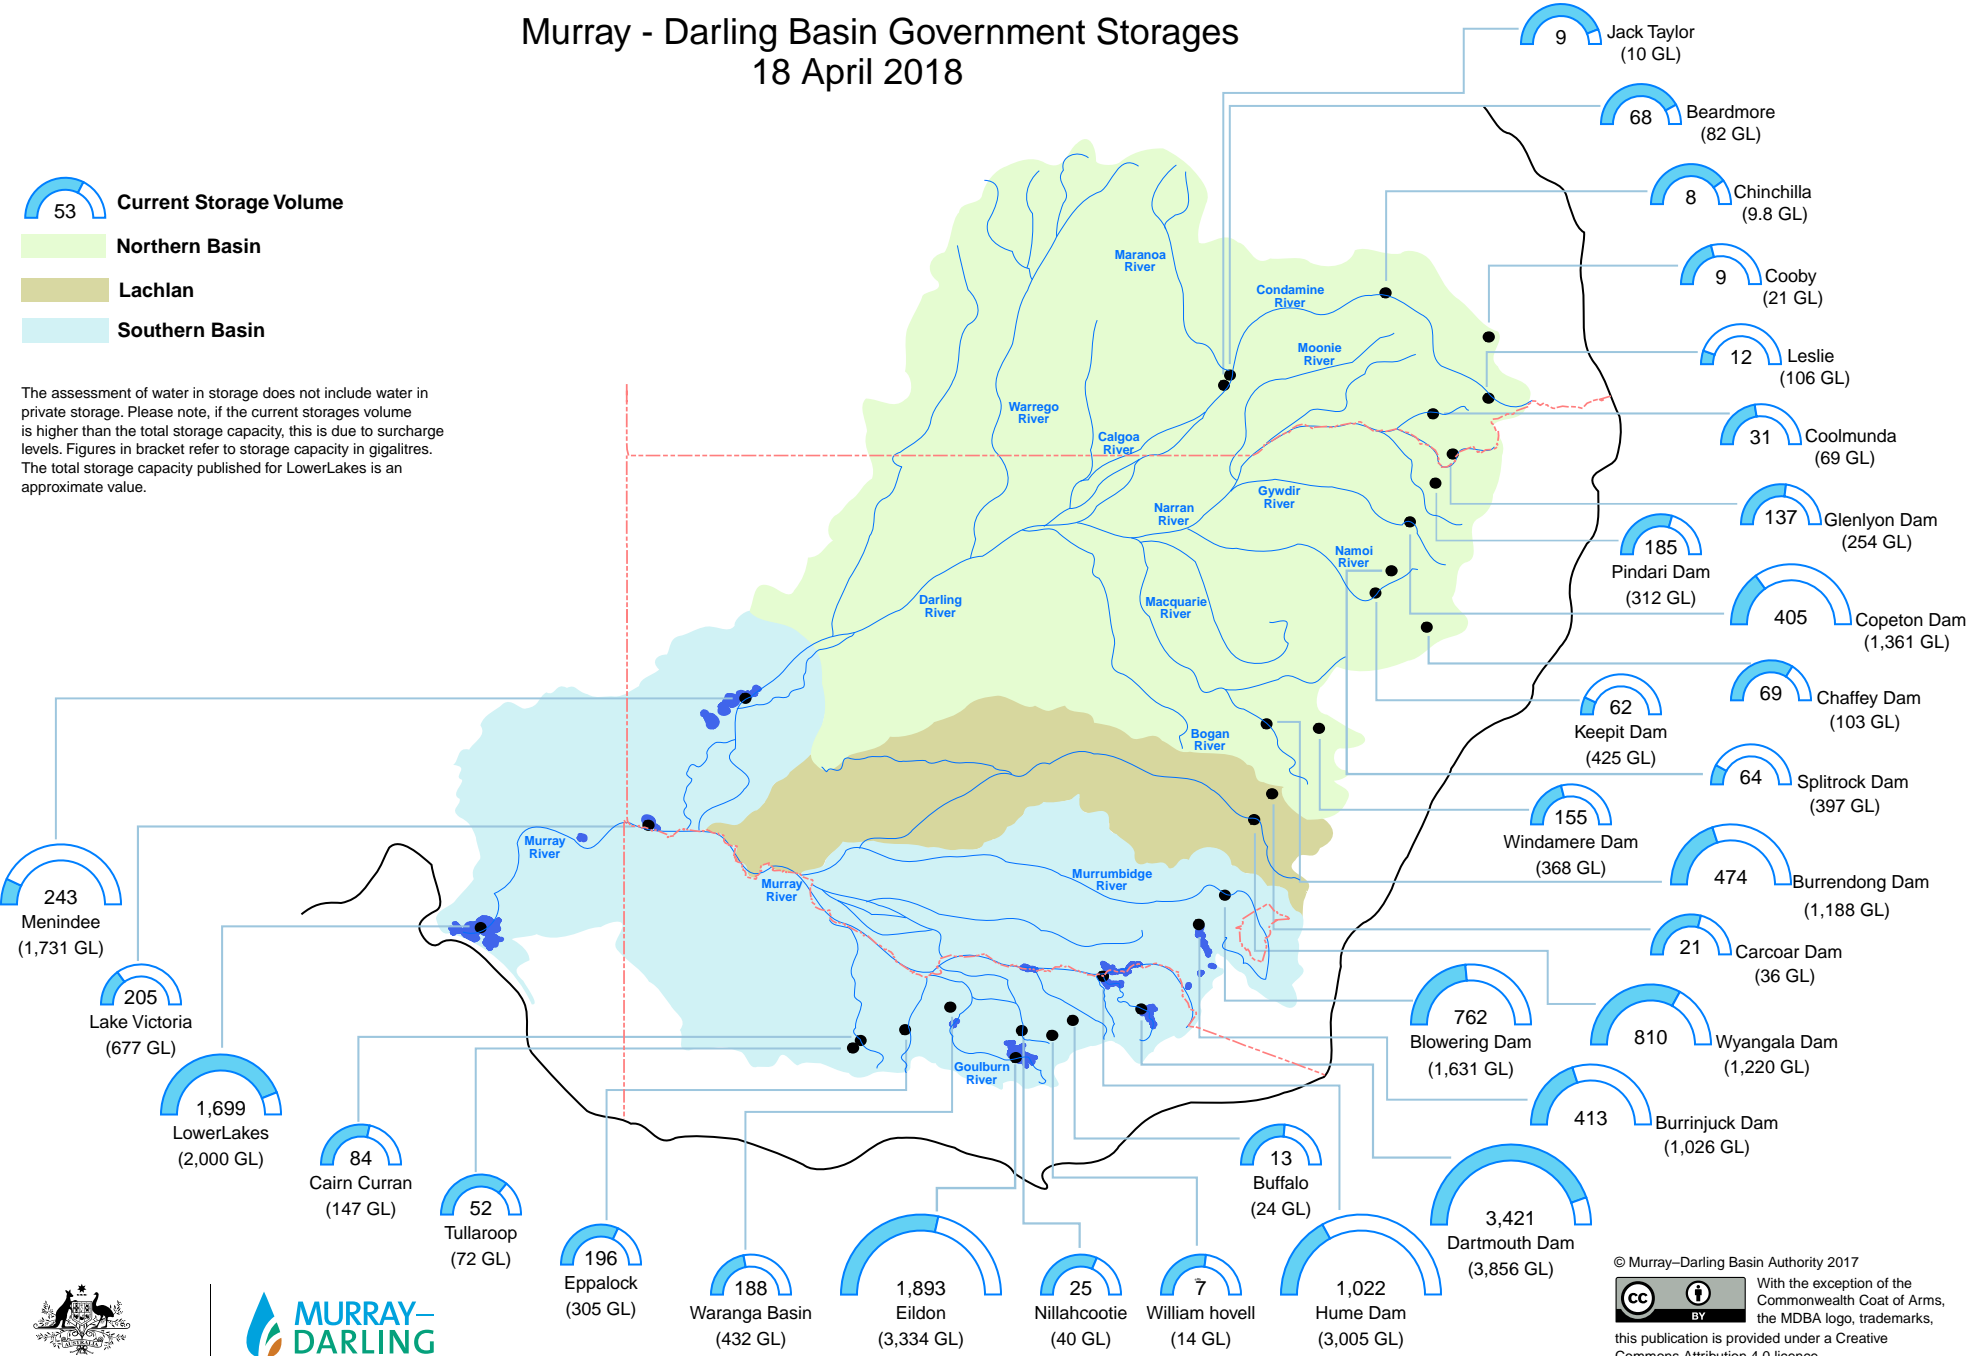 Murray - Darling Basin Government Storages
18 April 2018
53
Current Storage Volume
Northern Basin
Lachlan
Southern Basin
The assessment of water in storage does not include water in
private storage. Please note, if the current storages volume
is higher than the total storage capacity, this is due to surcharge
levels. Figures in bracket refer to storage capacity in gigalitres.
The total storage capacity published for LowerLakes is an
approximate value.
9
Jack Taylor
(10 GL)
68
Beardmore
(82 GL)
8
Chinchilla
(9.8 GL)
9
Cooby
(21 GL)
12
Leslie
(106 GL)
31
Coolmunda
(69 GL)
137
Glenlyon Dam
(254 GL)
185
Pindari Dam
(312 GL)
405
Copeton Dam
(1,361 GL)
69
Chaffey Dam
(103 GL)
62
Keepit Dam
(425 GL)
64
Splitrock Dam
(397 GL)
155
Windamere Dam
(368 GL)
474
Burrendong Dam
(1,188 GL)
21
Carcoar Dam
(36 GL)
762
Blowering Dam
(1,631 GL)
810
Wyangala Dam
(1,220 GL)
413
Burrinjuck Dam
(1,026 GL)
3,421
Dartmouth Dam
(3,856 GL)
13
Buffalo
(24 GL)
1,022
Hume Dam
(3,005 GL)
7
William hovell
(14 GL)
25
Nillahcootie
(40 GL)
1,893
Eildon
(3,334 GL)
188
Waranga Basin
(432 GL)
196
Eppalock
(305 GL)
52
Tullaroop
(72 GL)
84
Cairn Curran
(147 GL)
1,699
LowerLakes
(2,000 GL)
205
Lake Victoria
(677 GL)
243
Menindee
(1,731 GL)
Maranoa
River
Condamine
River
Moonie
River
Warrego
River
Calgoa
River
Gywdir
River
Narran
River
Namoi
River
Darling
River
Macquarie
River
Bogan
River
Murray
River
Murray
River
Murrumbidge
River
Goulburn
River
MURRAY–
DARLING
© Murray–Darling Basin Authority 2017
cc
BY
With the exception of the
Commonwealth Coat of Arms,
the MDBA logo, trademarks,
this publication is provided under a Creative
Commons Attribution 4.0 licence